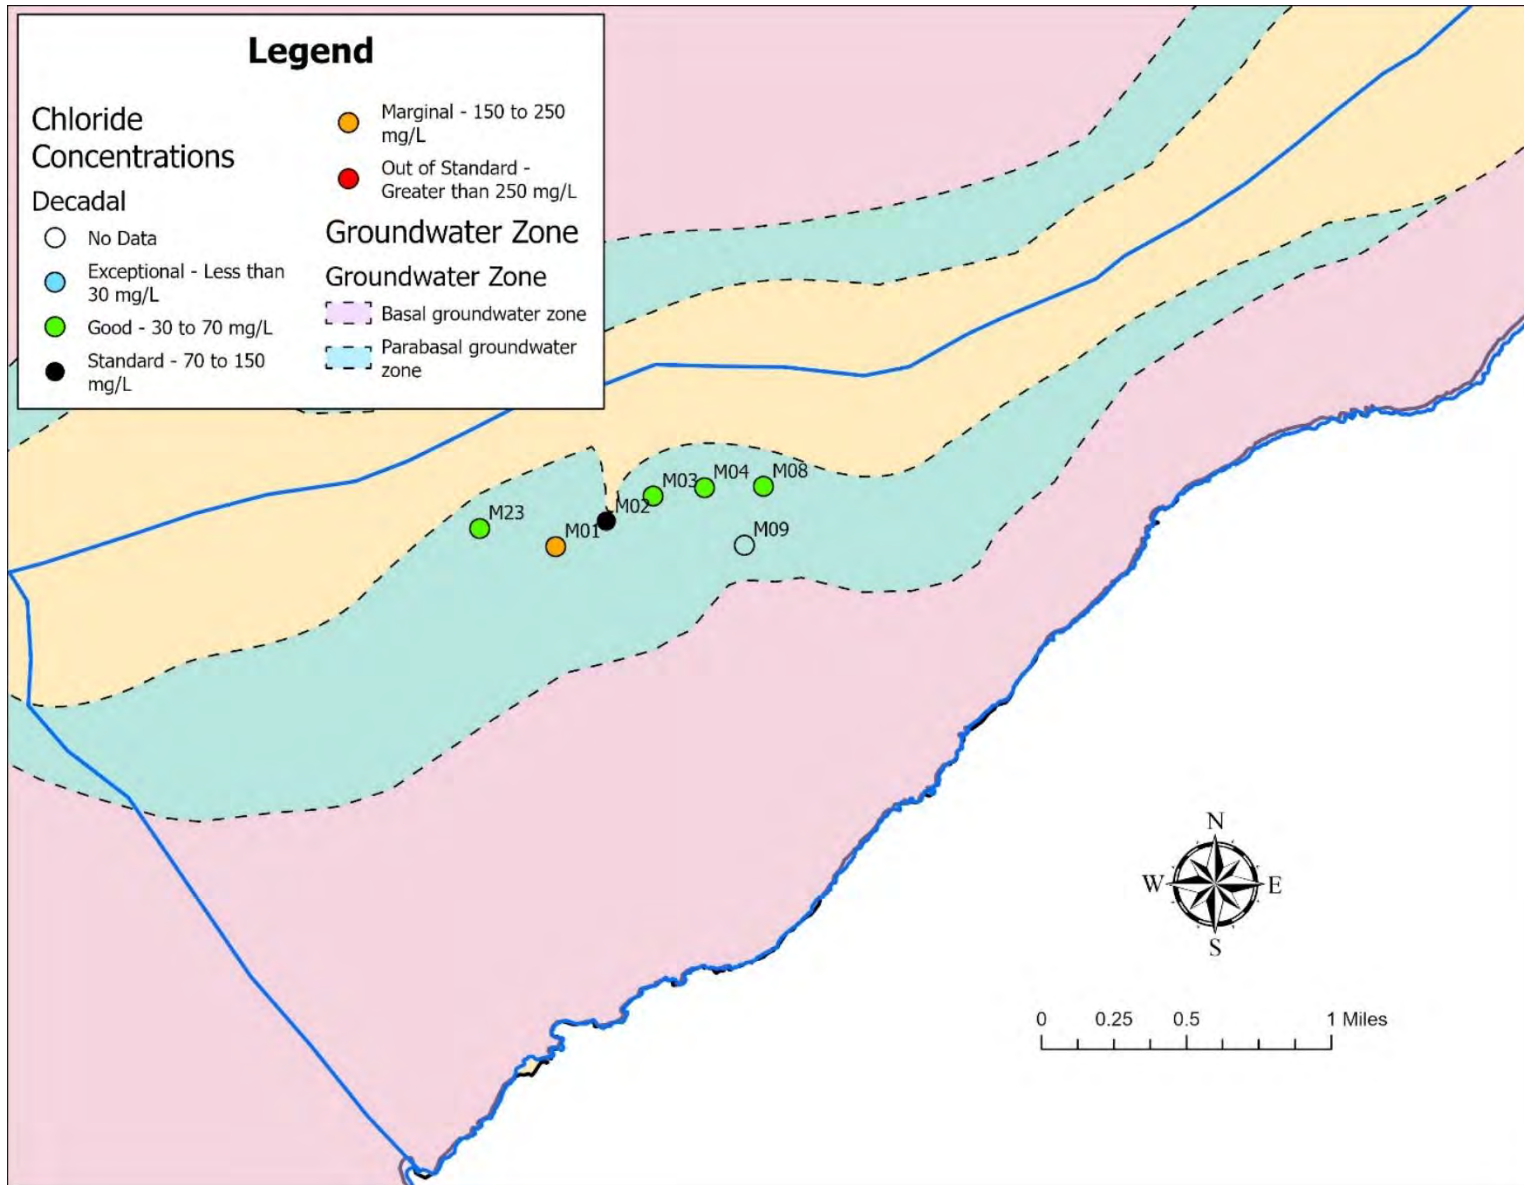 Legend
Chloride
Concentrations
Decadal
No Data
Exceptional - Less than
30 mg/L
Good - 30 to 70 mg/L
Standard - 70 to 150
mg/L
Marginal - 150 to 250
mg/L
Out of Standard -
Greater than 250 mg/L
Groundwater Zone
Groundwater Zone
Basal groundwater zone
Parabasal groundwater
zone
M23
M01
M02
M03
M04
M08
M09
N
W
E
S
0 0.25 0.5 1 Miles